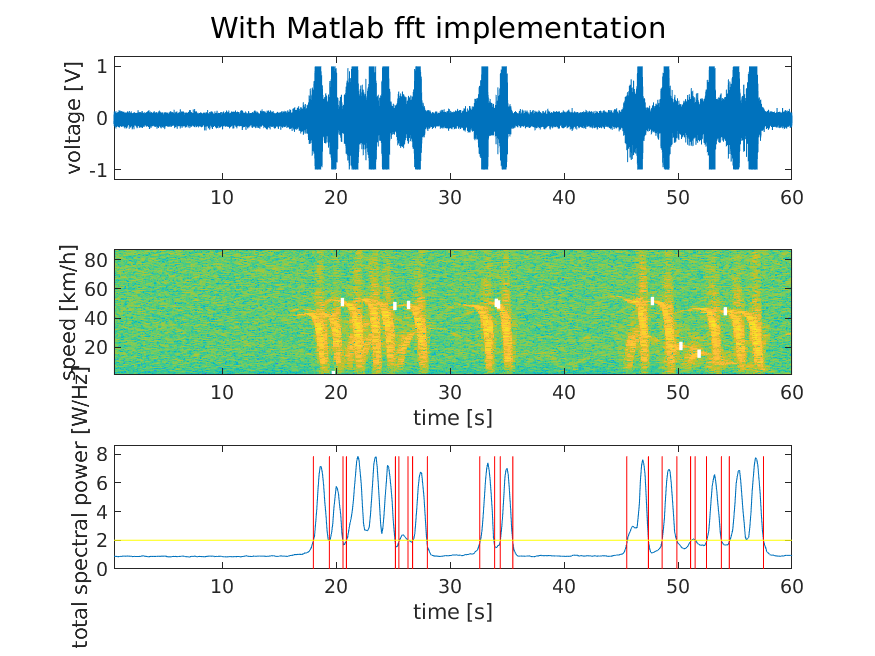 With Matlab fft implementation
voltage [V]
1
0
-1
10 20 30 40 50 60
speed [km/h]
80
60
40
20
10 20 30 40 50 60
time [s]
total spectral power [W/Hz]
8
6
4
2
0
10 20 30 40 50 60
time [s]